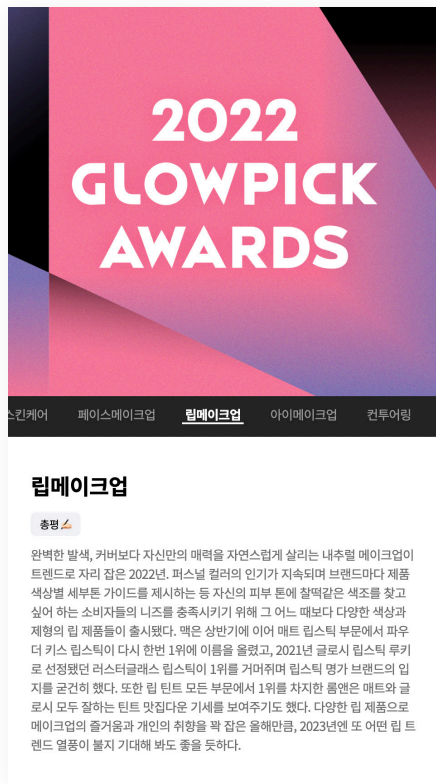 2022
GLOWPICK
AWARDS
스킨케어 페이스메이크업 립메이크업 아이메이크업 컨투어링
립메이크업
총평✍🏻
완벽한 발색, 커버보다 자신만의 매력을 자연스럽게 살리는 내추럴 메이크업이
트렌드로 자리 잡은 2022년. 퍼스널 컬러의 인기가 지속되며 브랜드마다 제품
색상별 세부톤 가이드를 제시하는 등 자신의 피부 톤에 찰떡같은 색조를 찾고
싶어 하는 소비자들의 니즈를 충족시키기 위해 그 어느 때보다 다양한 색상과
제형의 립 제품들이 출시됐다. 맥은 상반기에 이어 매트 립스틱 부문에서 파우
더 키스 립스틱이 다시 한번 1위에 이름을 올렸고, 2021년 글로시 립스틱 루키
로 선정됐던 러스터글래스 립스틱이 1위를 거머쥐며 립스틱 명가 브랜드의 입
지를 굳건히 했다. 또한 립 틴트 모든 부문에서 1위를 차지한 롬앤은 매트와 글
로시 모두 잘하는 틴트 맛집다운 기세를 보여주기도 했다. 다양한 립 제품으로
메이크업의 즐거움과 개인의 취향을 꽉 잡은 올해만큼, 2023년엔 또 어떤 립 트
렌드 열풍이 불지 기대해 봐도 좋을 듯하다.